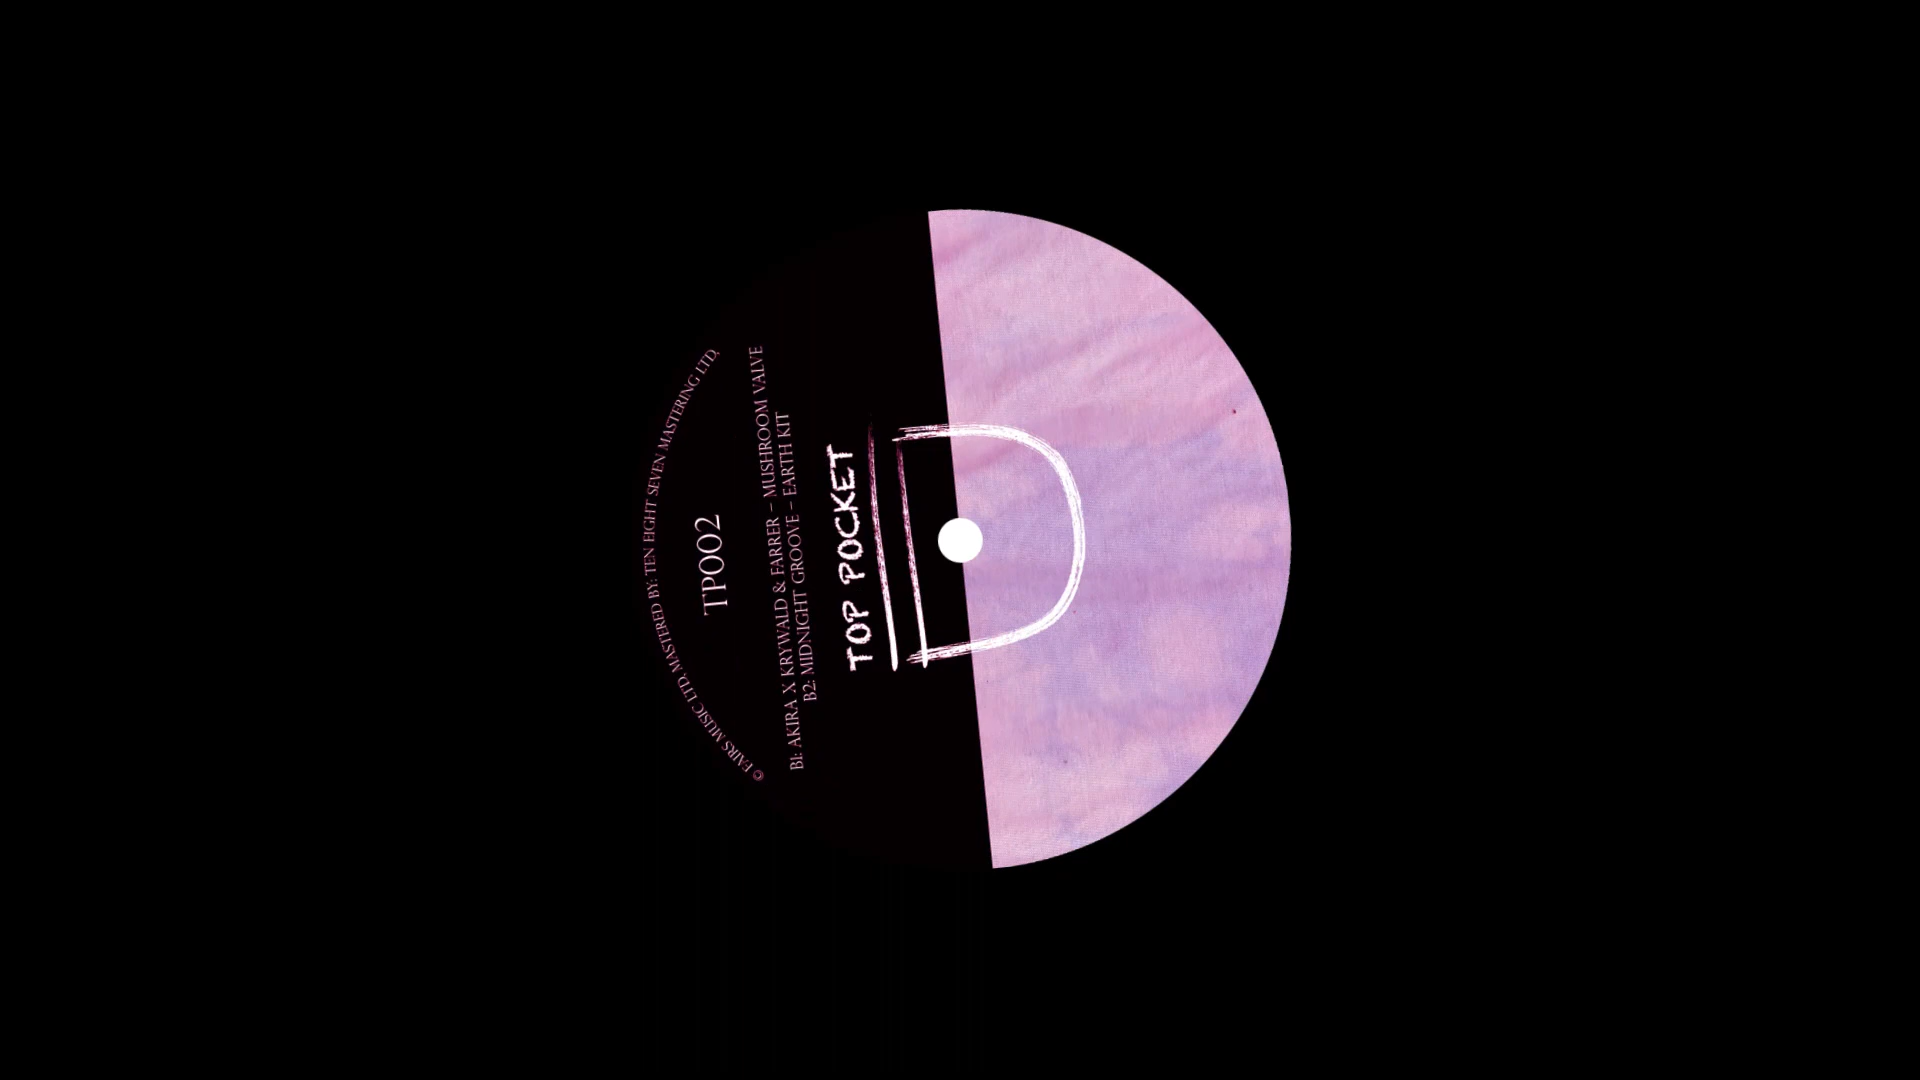 © FAIRS MUSIC LTD, MASTERED BY: TEN EIGHT SEVEN MASTERING LTD,
TP002
B1: AKIRA X KRYWALD & FARRER – MUSHROOM VALVE
B2: MIDNIGHT GROOVE – EARTH KIT
TOP POCKET